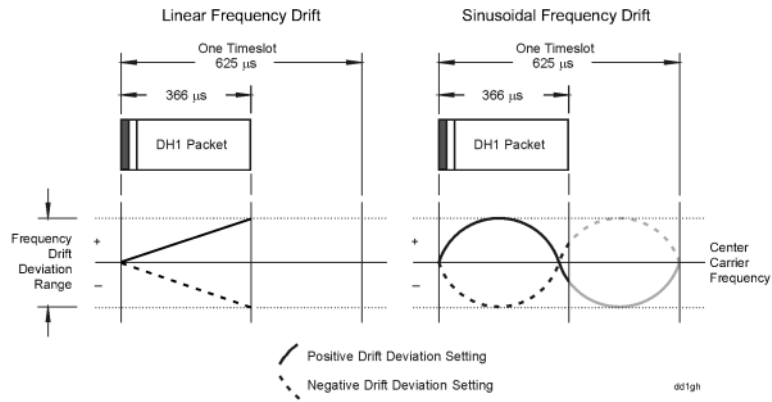 Linear Frequency Drift
Sinusoidal Frequency Drift
One Timeslot
625 μs
One Timeslot
625 μs
366 μs
366 μs
DH1 Packet
DH1 Packet
Frequency
Drift
Deviation
Range
+
−
+
−
Center
Carrier
Frequency
Positive Drift Deviation Setting
Negative Drift Deviation Setting
dd1gh